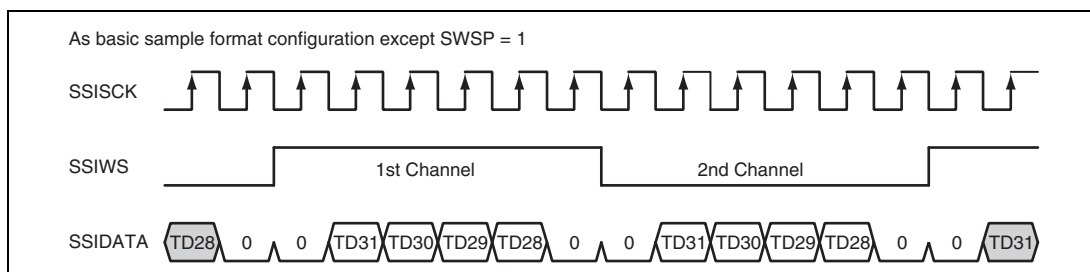 As basic sample format configuration except SWSP = 1
SSISCK
SSIWS 1st Channel 2nd Channel
SSIDATA TD28 0 0 TD31 TD30 TD29 TD28 0 0 TD31 TD30 TD29 TD28 0 0 TD31